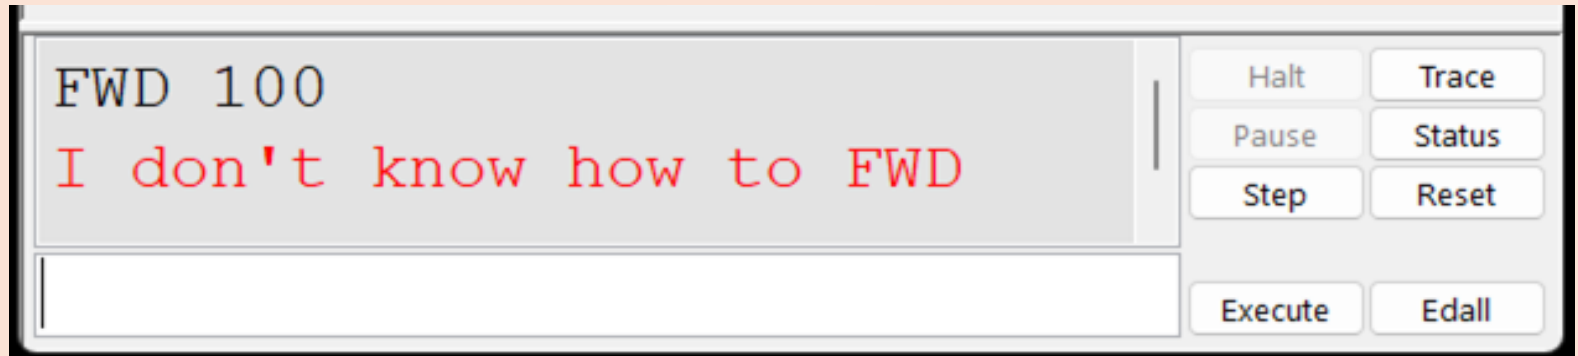 FWD 100
I don't know how to FWD
Halt
Trace
Pause
Status
Step
Reset
Execute
Edall